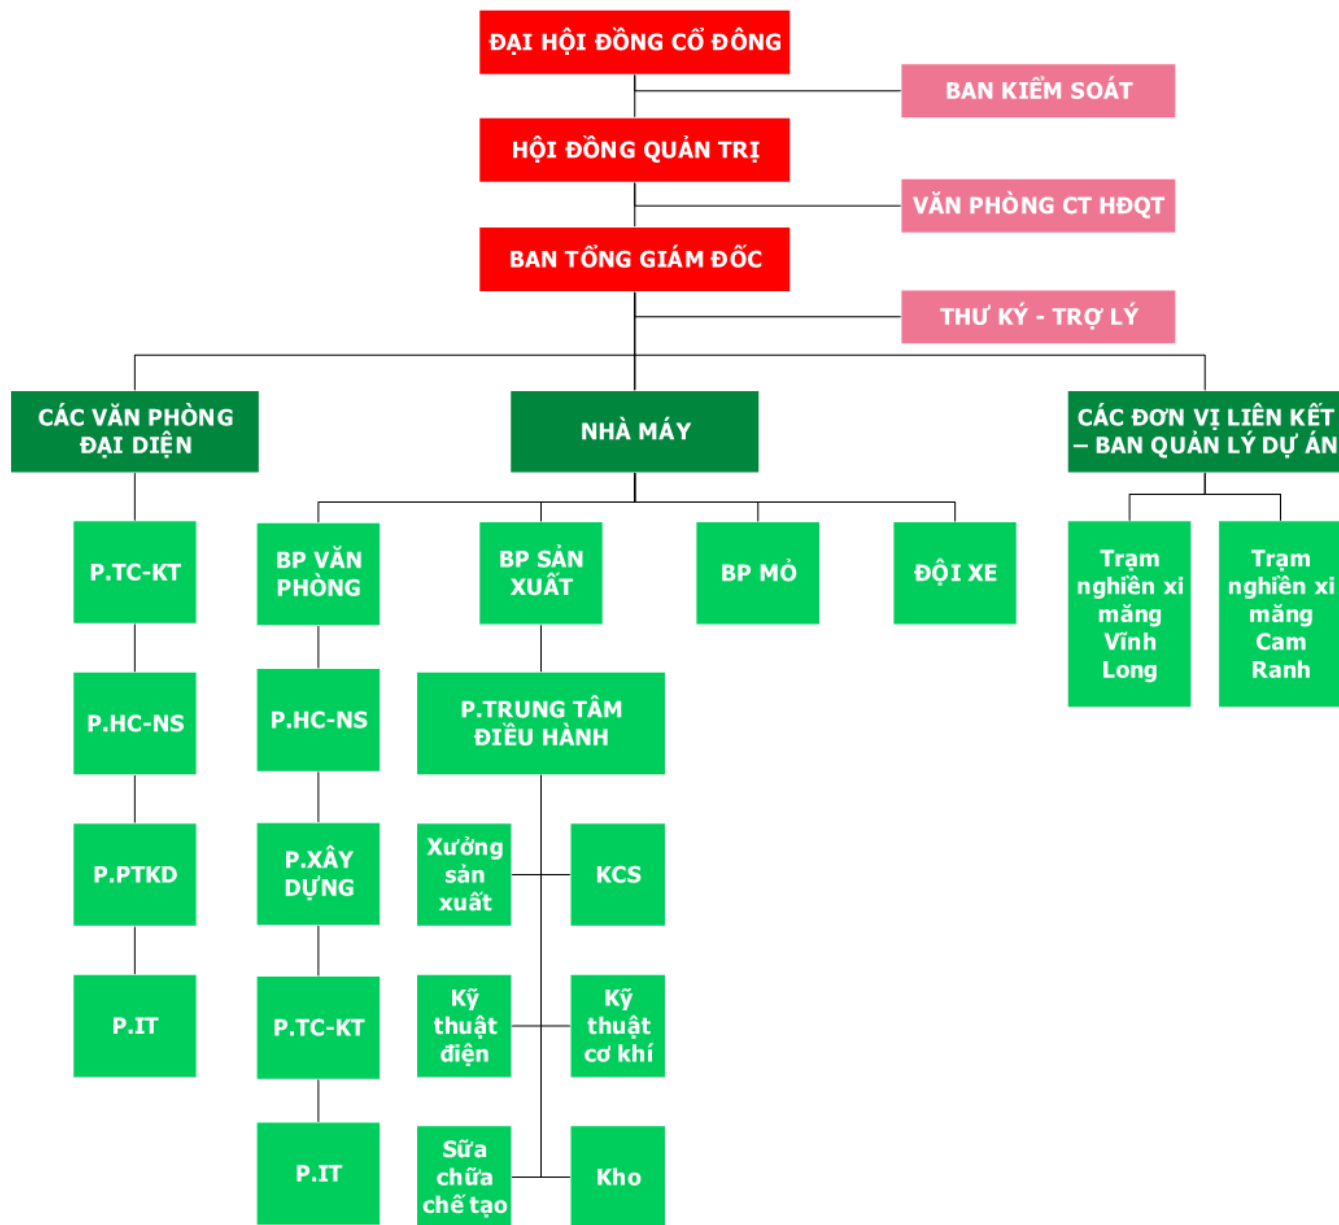 ĐẠI HỘI ĐỒNG CỔ ĐÔNG
BAN KIỂM SOÁT
HỘI ĐỒNG QUẢN TRỊ
VĂN PHÒNG CT HĐQT
BAN TỔNG GIÁM ĐỐC
THƯ KÝ - TRỢ LÝ
CÁC VĂN PHÒNG
ĐẠI DIỆN
NHÀ MÁY
CÁC ĐƠN VỊ LIÊN KẾT
– BAN QUẢN LÝ DỰ ÁN
P.TC-KT
P.HC-NS
P.PTKD
P.IT
BP VĂN
PHÒNG
P.HC-NS
P.XÂY
DỰNG
P.TC-KT
P.IT
BP SẢN
XUẤT
P.TRUNG TÂM
ĐIỀU HÀNH
Xưởng
sản
xuất
KCS
Kỹ
thuật
điện
Kỹ
thuật
cơ khí
Sữa
chữa
chế tạo
Kho
BP MỎ
ĐỘI XE
Trạm
nghiền xi
măng
Vĩnh
Long
Trạm
nghiền xi
măng
Cam
Ranh